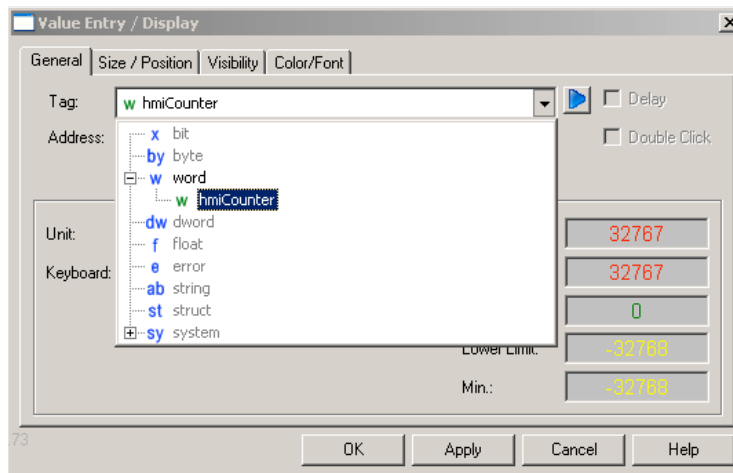 Value Entry / Display
General Size / Position Visibility Color/Font
Tag: w hmiCounter Delay
Address: x bit Double Click
by byte
w word
w hmiCounter
Unit: dw dword 32767
f float
Keyboard: e error 32767
ab string
st struct 0
sy system
Lower Limit: -32768
Min.: -32768
.73
OK Apply Cancel Help